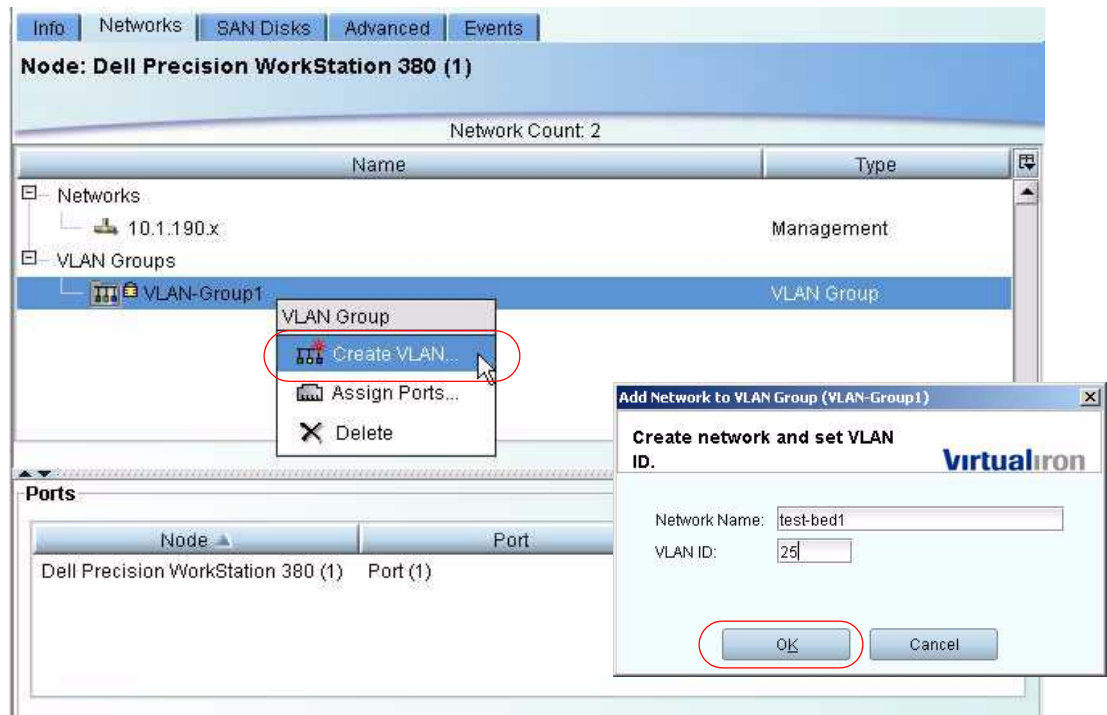 Info Networks SAN Disks Advanced Events
Node: Dell Precision WorkStation 380 (1)
Network Count: 2
Name Type
Networks
10.1.190.x Management
VLAN Groups
VLAN-Group1 VLAN Group
VLAN Group
Create VLAN...
Assign Ports...
Delete
Add Network to VLAN Group (VLAN-Group1)
Create network and set VLAN
ID.
Virtualiron
Network Name: test-bed1
VLAN ID: 25
OK Cancel
Ports
Node Port
Dell Precision WorkStation 380 (1) Port (1)